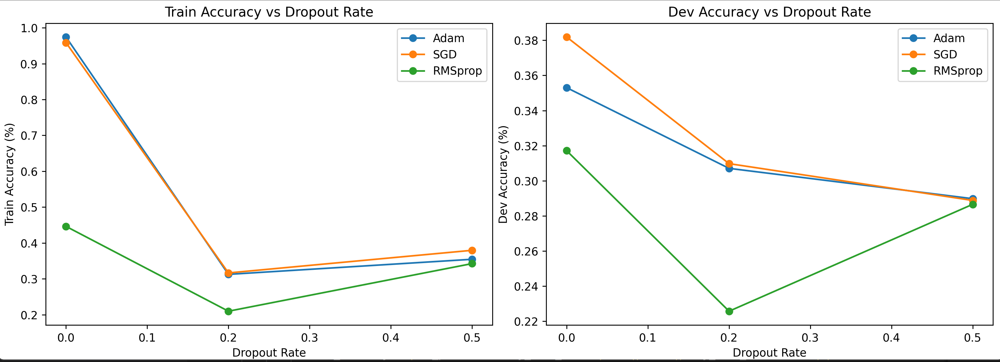 Train Accuracy vs Dropout Rate
Train Accuracy (%)
1.0
0.9
0.8
0.7
0.6
0.5
0.4
0.3
0.2
Adam
SGD
RMSprop
0.0 0.1 0.2 0.3 0.4 0.5
Dropout Rate
Dev Accuracy vs Dropout Rate
Dev Accuracy (%)
0.38
0.36
0.34
0.32
0.30
0.28
0.26
0.24
0.22
Adam
SGD
RMSprop
0.0 0.1 0.2 0.3 0.4 0.5
Dropout Rate